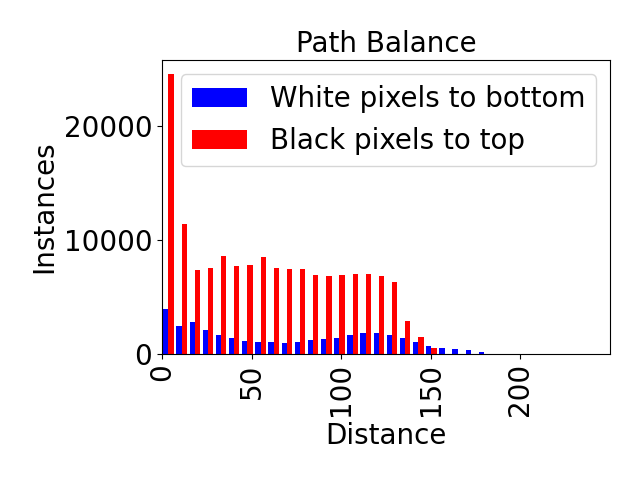 Path Balance
White pixels to bottom
Black pixels to top
Instances
20000
10000
0
0
50
100
150
200
Distance